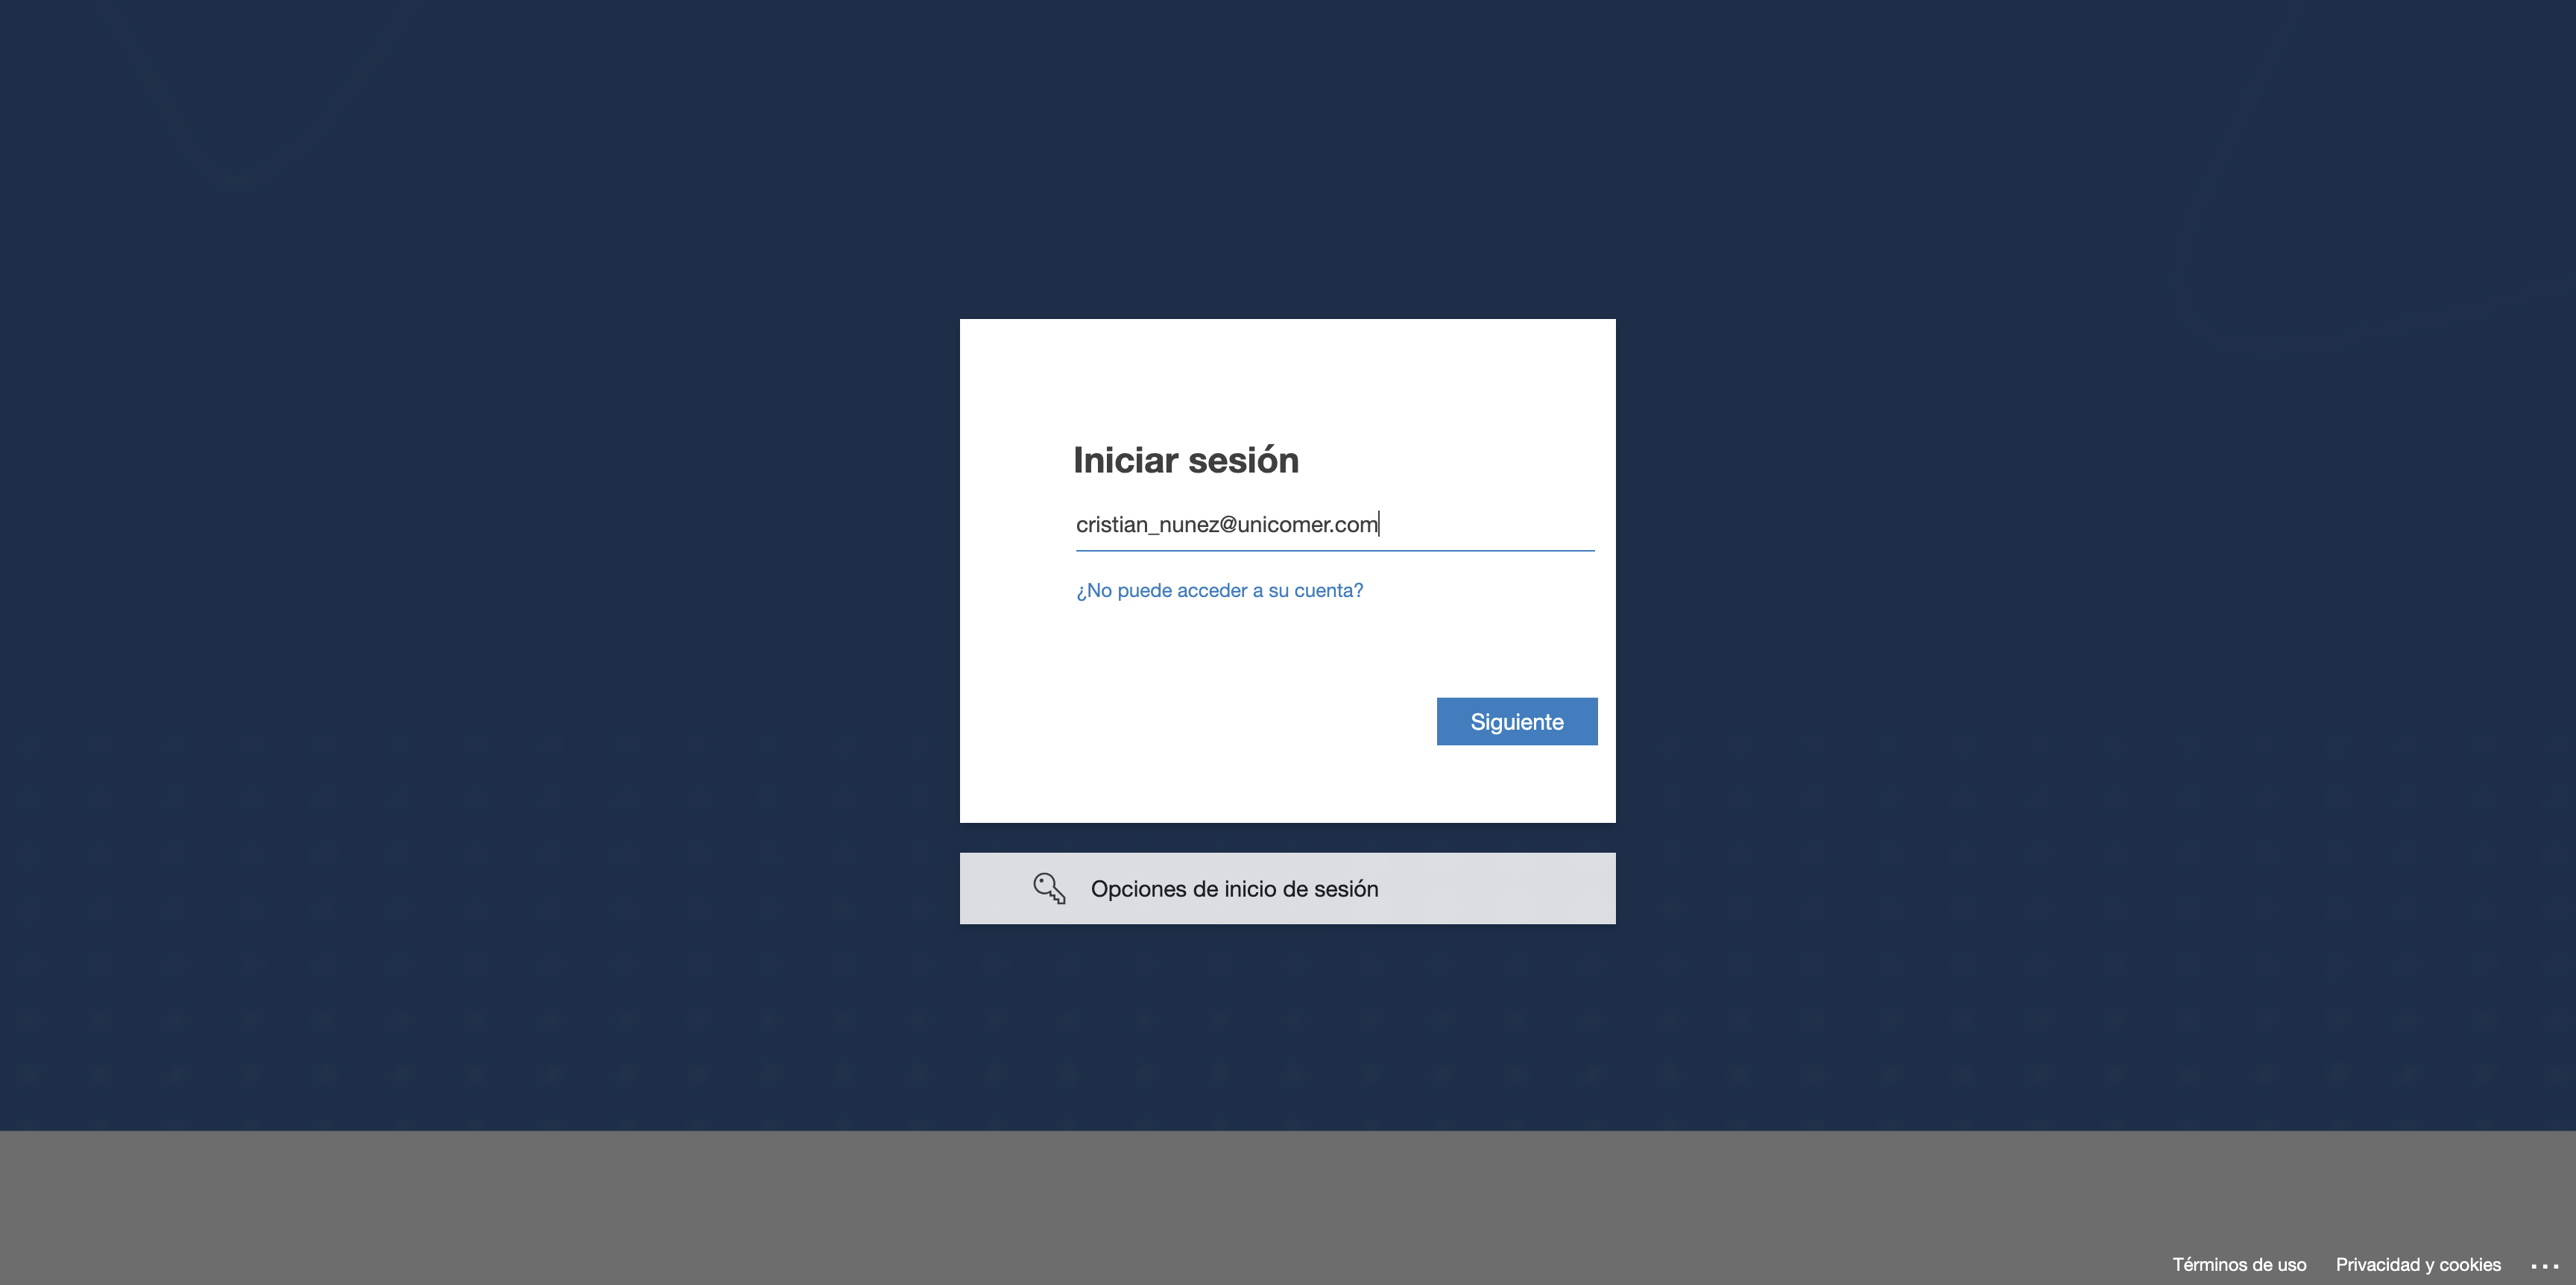 Iniciar sesión
cristian_nunez@unicomer.com
¿No puede acceder a su cuenta?
Siguiente
Opciones de inicio de sesión
Términos de uso
Privacidad y cookies
...